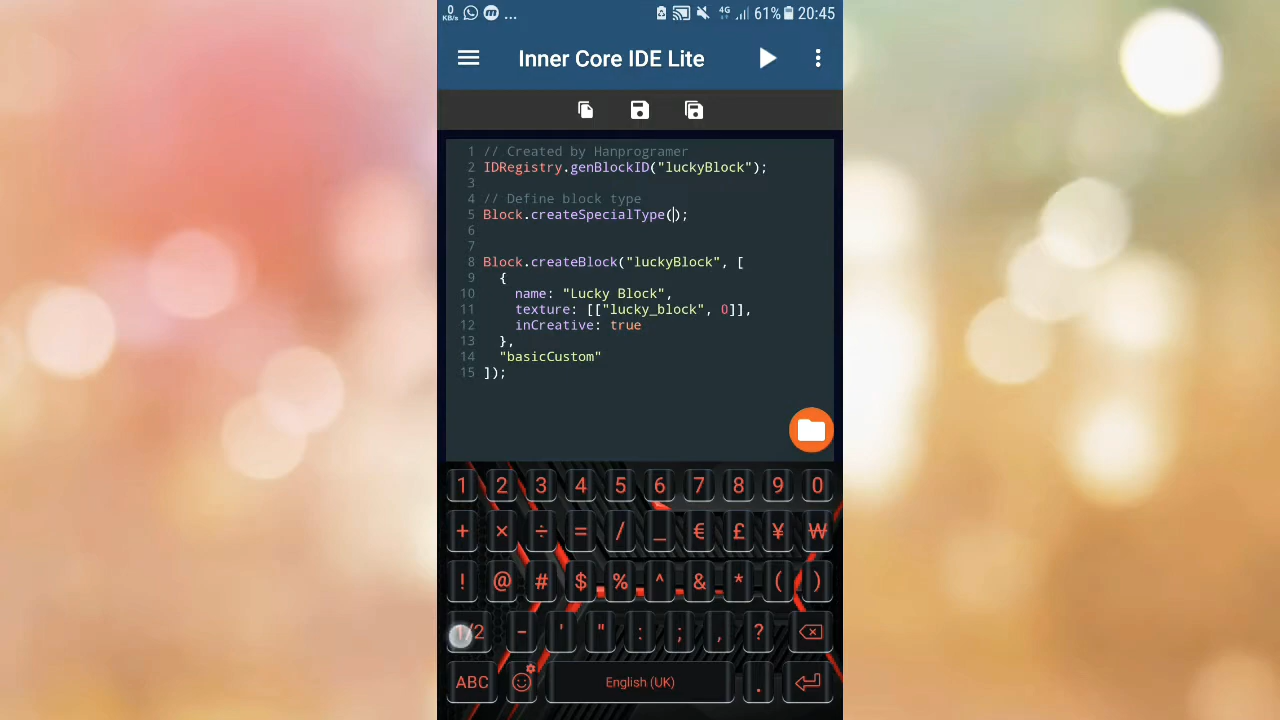 0
KB/s
...
4G
61%
20:45
Inner Core IDE Lite
1 // Created by Hanprogramer
2 IDRegistry.genBlockID("luckyBlock");
3
4 // Define block type
5 Block.createSpecialType();
6
7
8 Block.createBlock("luckyBlock", [
9 {
10 name: "Lucky Block",
11 texture: [["lucky_block", 0]],
12 inCreative: true
13 },
14 "basicCustom"
15 ]);
1 2 3 4 5 6 7 8 9 0
+ × ÷ = / _ € £ ¥ ₩
! @ # $ % ^ & * ( )
1/2 - ' " : ; , ?
ABC English (UK) .